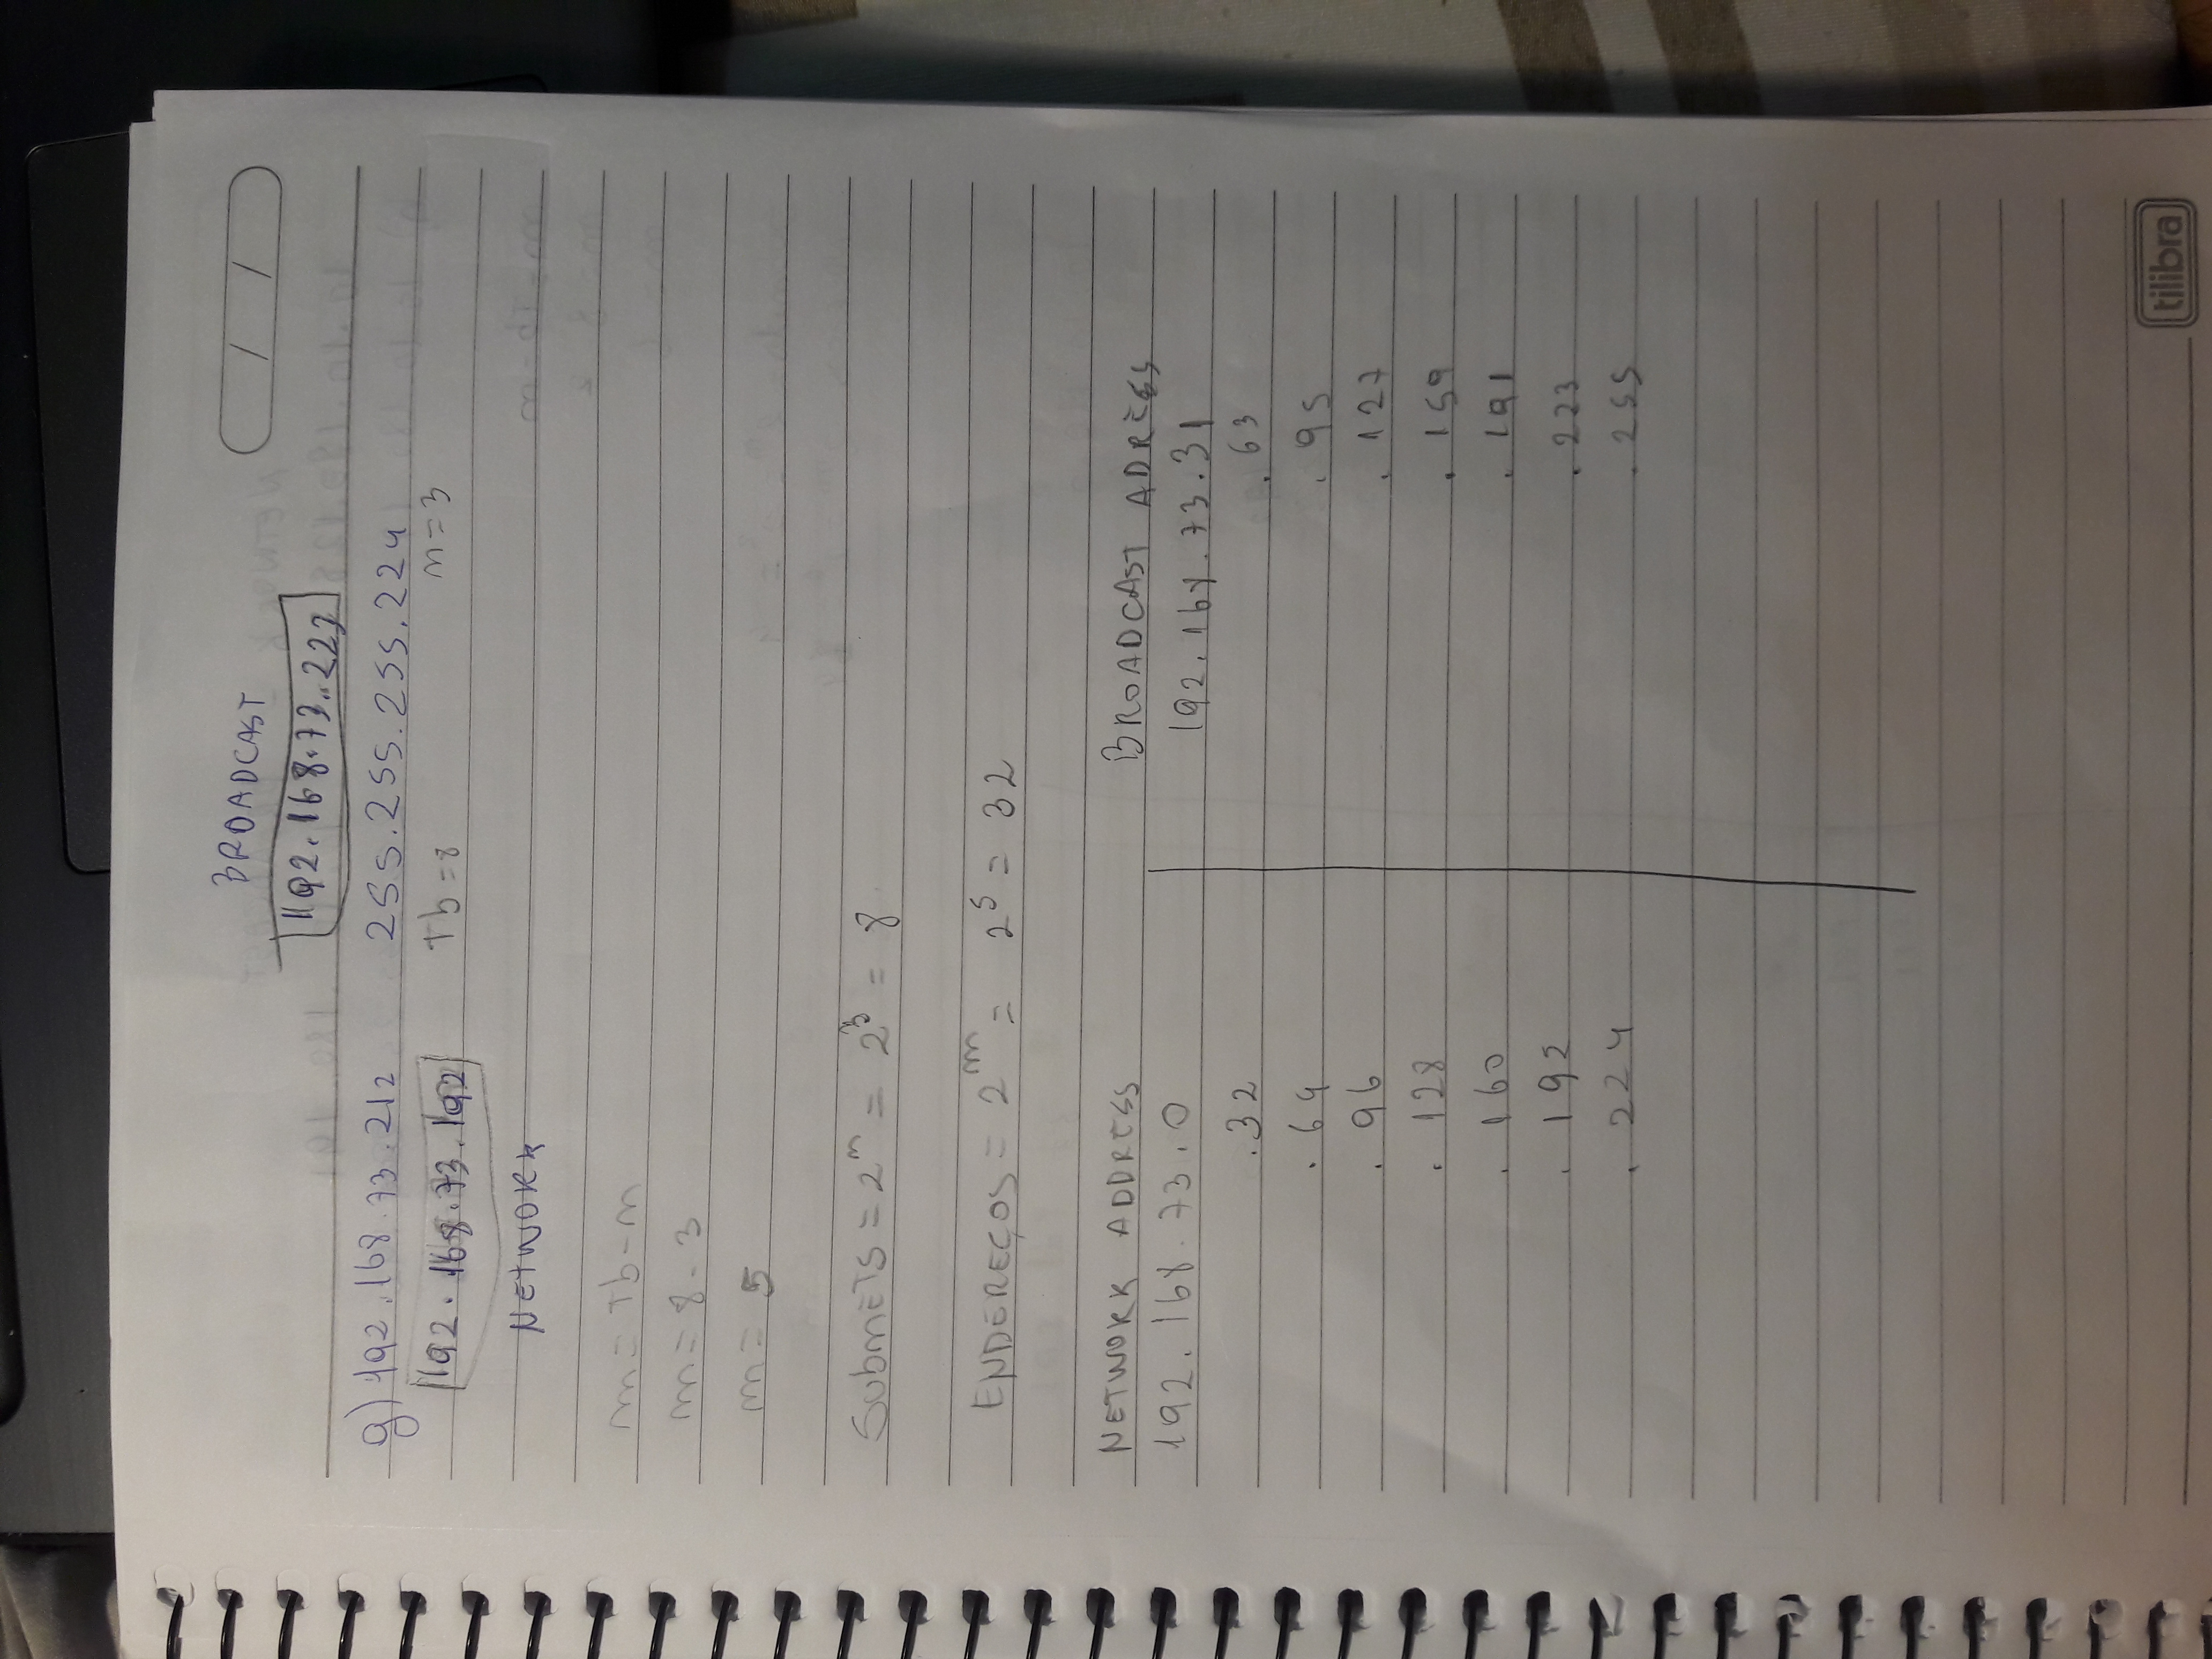 BROADCAST
192.168.73.223
g) 192.168.73.212 255.255.255.224
192.168.73.192 Tb=8 n=3
NETWORK
m = Tb-n
m = 8-3
m = 5
SUBNETS = 2^n = 2^3 = 8
ENDEREÇOS = 2^m = 2^5 = 32
NETWORK ADDRESS BROADCAST ADRESS
192.168.73.0 192.168.73.31
.32 .63
.64 .95
.96 .127
.128 .159
.160 .191
.192 .223
.224 .255
tilibra